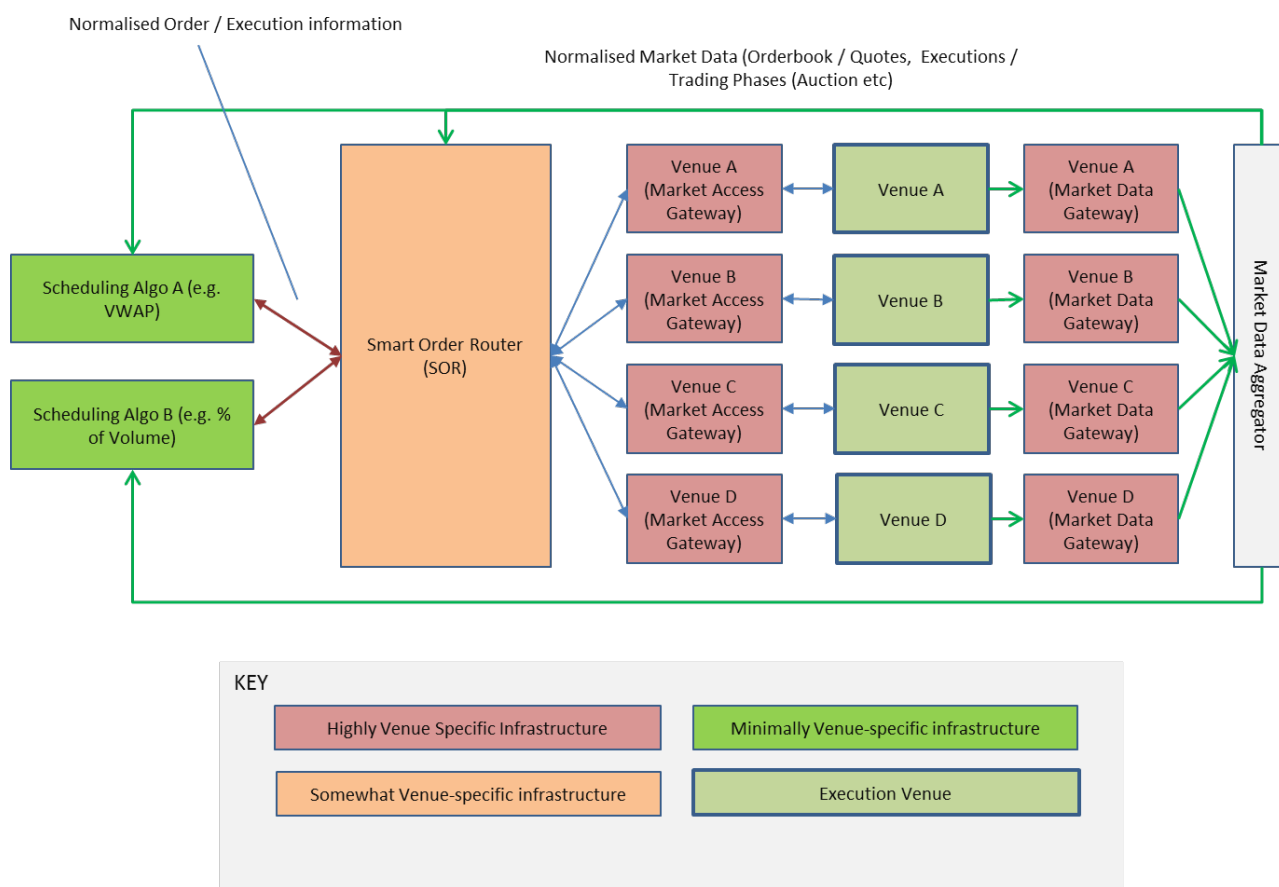 Normalised Order / Execution information
Normalised Market Data (Orderbook / Quotes, Executions /
Trading Phases (Auction etc)
Scheduling Algo A (e.g.
VWAP)
Scheduling Algo B (e.g. %
of Volume)
Smart Order Router
(SOR)
Venue A
(Market Access
Gateway)
Venue A
Venue A
(Market Data
Gateway)
Venue B
(Market Access
Gateway)
Venue B
Venue B
(Market Data
Gateway)
Venue C
(Market Access
Gateway)
Venue C
Venue C
(Market Data
Gateway)
Venue D
(Market Access
Gateway)
Venue D
Venue D
(Market Data
Gateway)
Market Data Aggregator
KEY
Highly Venue Specific Infrastructure
Minimally Venue-specific infrastructure
Somewhat Venue-specific infrastructure
Execution Venue